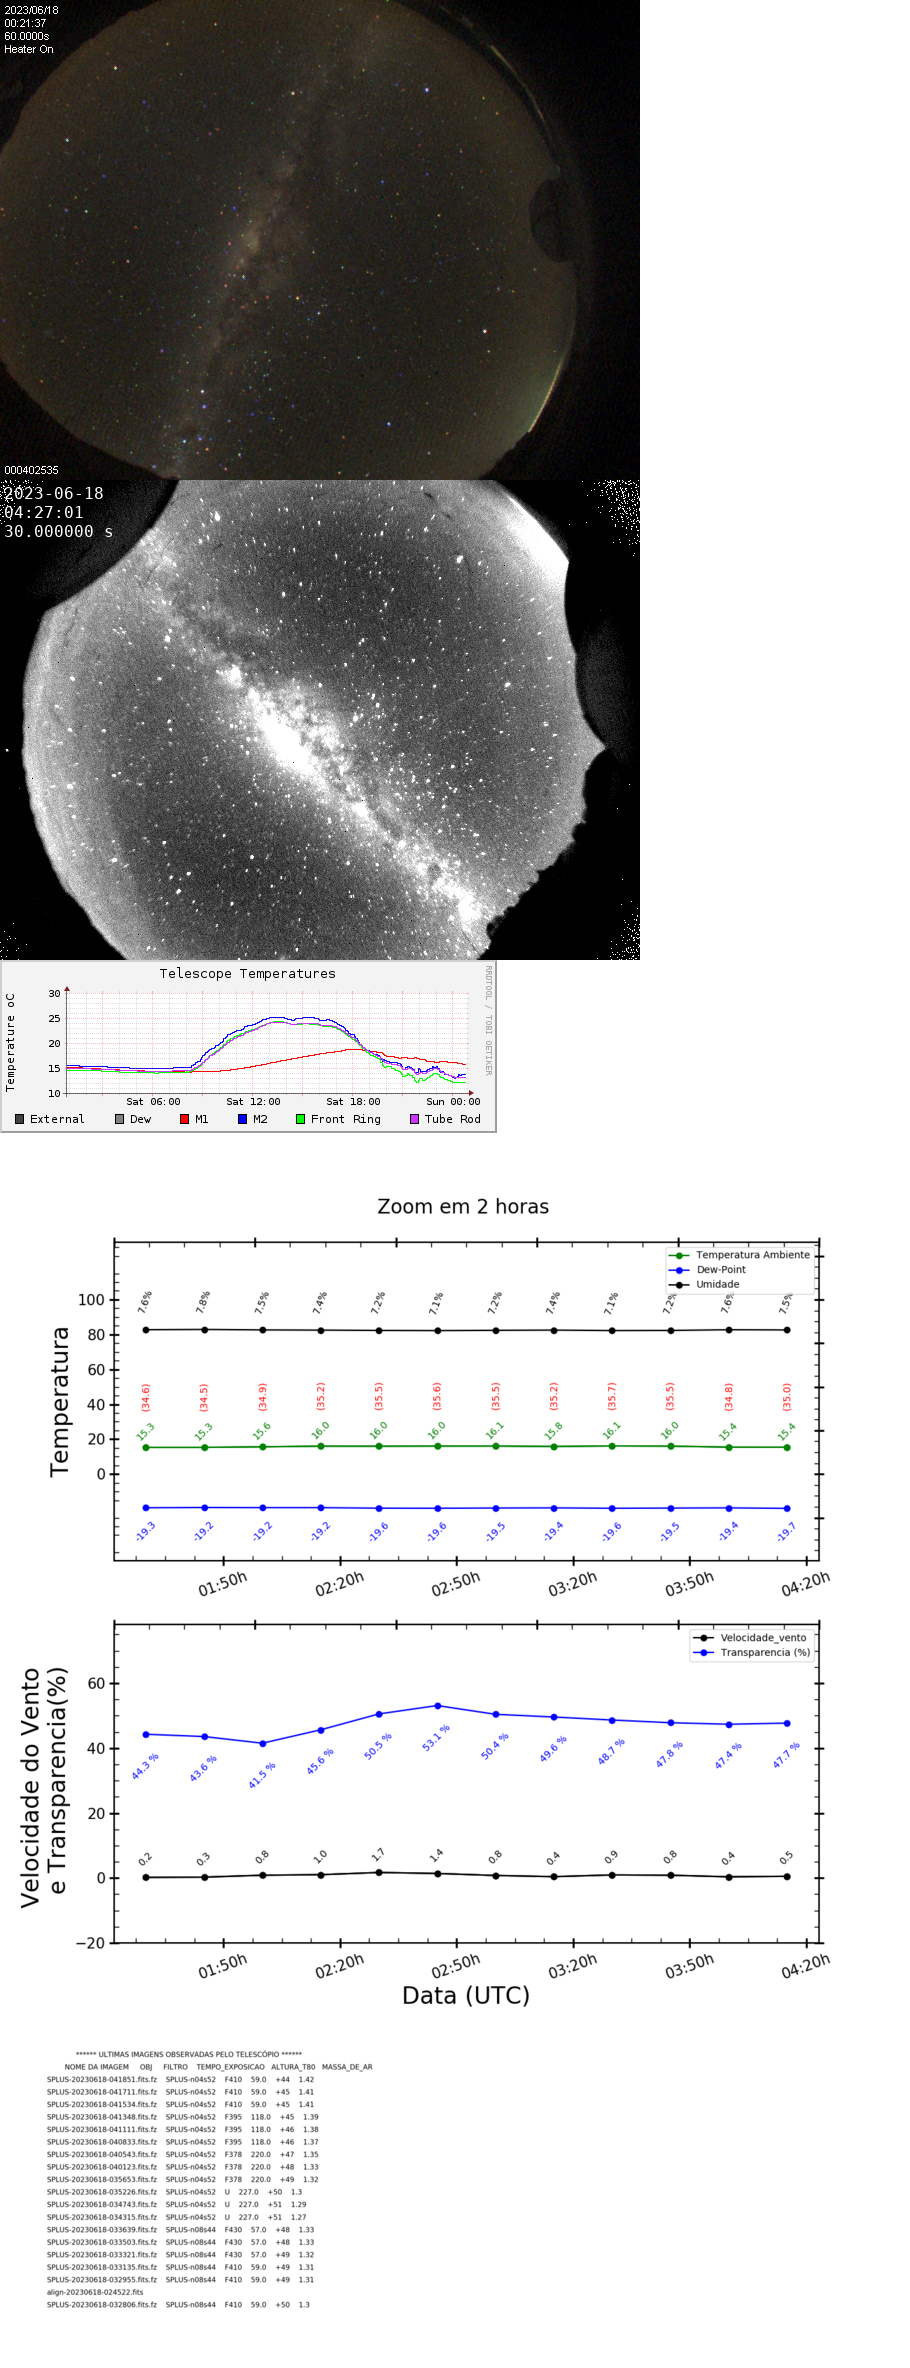 2023/06/18
00:21:37
60.0000s
Heater On
000402535
2023-06-18
04:27:01
30.000000 s
Telescope Temperatures
RRDTOOL / TOBI OETIKER
Temperature oC
30
25
20
15
10
Sat 06:00 Sat 12:00 Sat 18:00 Sun 00:00
External Dew M1 M2 Front Ring Tube Rod
Zoom em 2 horas
Temperatura Ambiente
Dew-Point
Umidade
Temperatura
100
80
60
40
20
0
7.6% 7.8% 7.5% 7.4% 7.2% 7.1% 7.2% 7.4% 7.1% 7.2% 7.6% 7.5%
(34.6) (34.5) (34.9) (35.2) (35.5) (35.6) (35.5) (35.2) (35.7) (35.5) (34.8) (35.0)
15.3 15.3 15.6 16.0 16.0 16.0 16.1 15.8 16.1 16.0 15.4 15.4
-19.3 -19.2 -19.2 -19.2 -19.6 -19.6 -19.5 -19.4 -19.6 -19.5 -19.4 -19.7
01:50h 02:20h 02:50h 03:20h 03:50h 04:20h
Velocidade_vento
Transparencia (%)
Velocidade do Vento
e Transparencia(%)
60
40
20
0
−20
44.3 % 43.6 % 41.5 % 45.6 % 50.5 % 53.1 % 50.4 % 49.6 % 48.7 % 47.8 % 47.4 % 47.7 %
0.2 0.3 0.8 1.0 1.7 1.4 0.8 0.4 0.9 0.8 0.4 0.5
01:50h 02:20h 02:50h 03:20h 03:50h 04:20h
Data (UTC)
****** ULTIMAS IMAGENS OBSERVADAS PELO TELESCÓPIO ******
NOME DA IMAGEM OBJ FILTRO TEMPO_EXPOSICAO ALTURA_T80 MASSA_DE_AR
SPLUS-20230618-041851.fits.fz SPLUS-n04s52 F410 59.0 +44 1.42
SPLUS-20230618-041711.fits.fz SPLUS-n04s52 F410 59.0 +45 1.41
SPLUS-20230618-041534.fits.fz SPLUS-n04s52 F410 59.0 +45 1.41
SPLUS-20230618-041348.fits.fz SPLUS-n04s52 F395 118.0 +45 1.39
SPLUS-20230618-041111.fits.fz SPLUS-n04s52 F395 118.0 +46 1.38
SPLUS-20230618-040833.fits.fz SPLUS-n04s52 F395 118.0 +46 1.37
SPLUS-20230618-040543.fits.fz SPLUS-n04s52 F378 220.0 +47 1.35
SPLUS-20230618-040123.fits.fz SPLUS-n04s52 F378 220.0 +48 1.33
SPLUS-20230618-035653.fits.fz SPLUS-n04s52 F378 220.0 +49 1.32
SPLUS-20230618-035226.fits.fz SPLUS-n04s52 U 227.0 +50 1.3
SPLUS-20230618-034743.fits.fz SPLUS-n04s52 U 227.0 +51 1.29
SPLUS-20230618-034315.fits.fz SPLUS-n04s52 U 227.0 +51 1.27
SPLUS-20230618-033639.fits.fz SPLUS-n08s44 F430 57.0 +48 1.33
SPLUS-20230618-033503.fits.fz SPLUS-n08s44 F430 57.0 +48 1.33
SPLUS-20230618-033321.fits.fz SPLUS-n08s44 F430 57.0 +49 1.32
SPLUS-20230618-033135.fits.fz SPLUS-n08s44 F410 59.0 +49 1.31
SPLUS-20230618-032955.fits.fz SPLUS-n08s44 F410 59.0 +49 1.31
align-20230618-024522.fits
SPLUS-20230618-032806.fits.fz SPLUS-n08s44 F410 59.0 +50 1.3